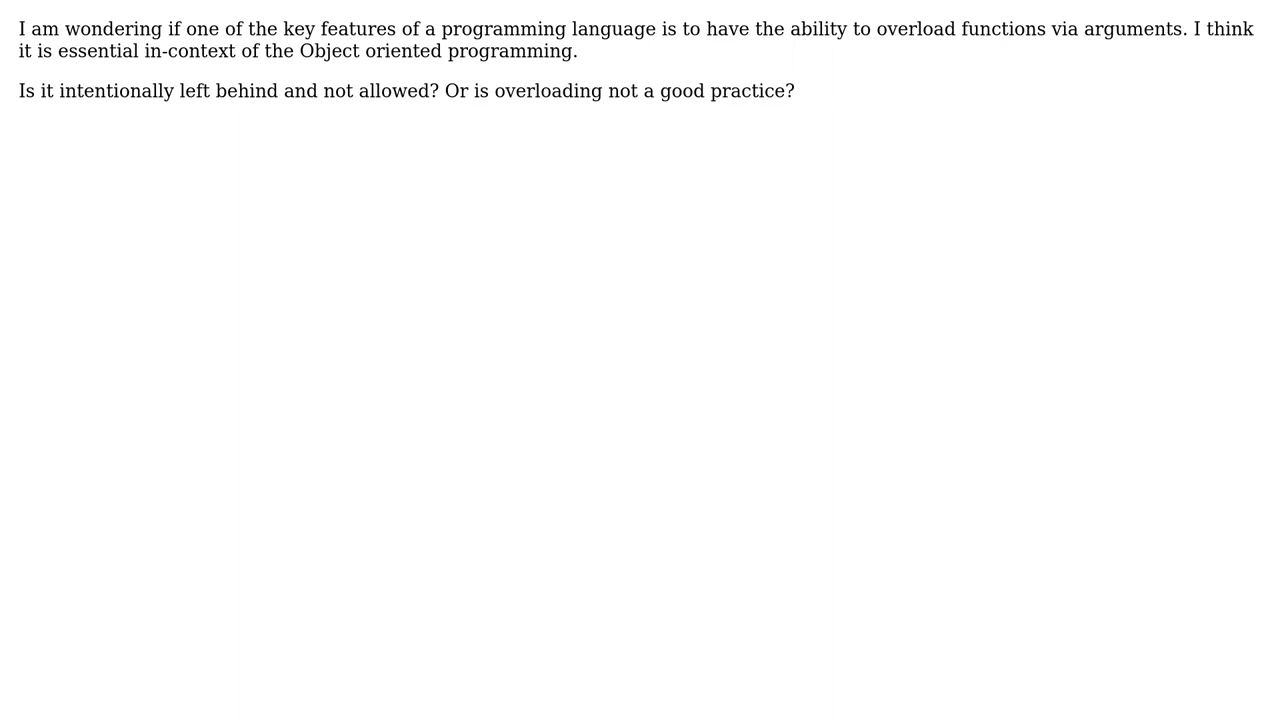 I am wondering if one of the key features of a programming language is to have the ability to overload functions via arguments. I think
it is essential in-context of the Object oriented programming.
Is it intentionally left behind and not allowed? Or is overloading not a good practice?